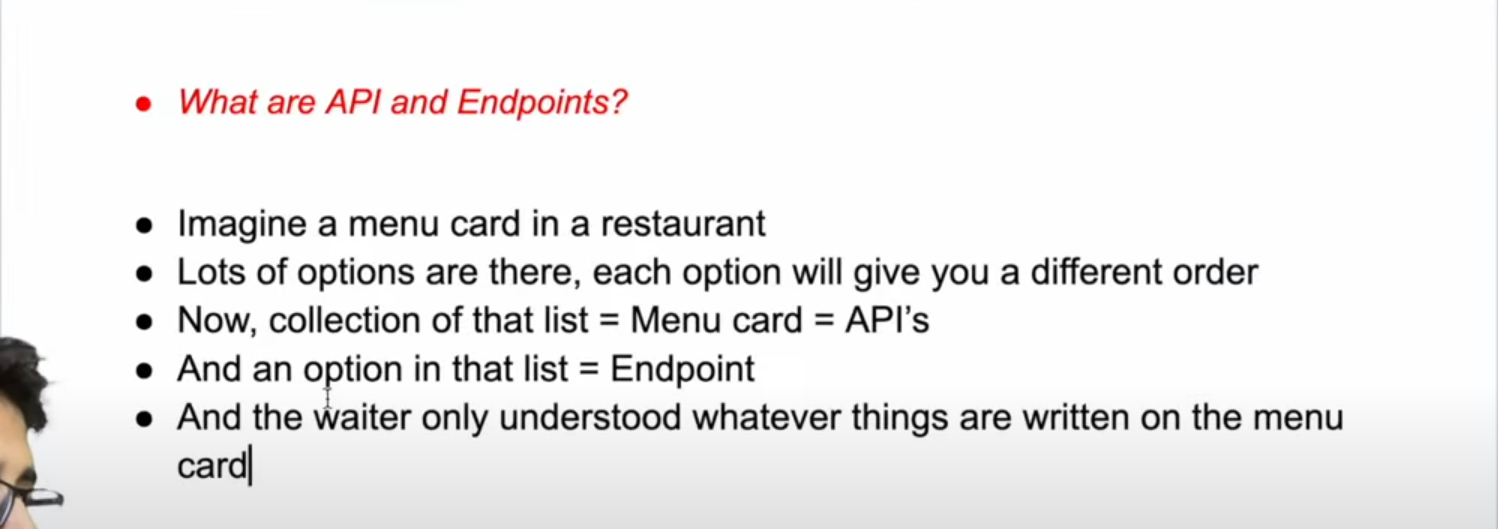 ● What are API and Endpoints?
● Imagine a menu card in a restaurant
● Lots of options are there, each option will give you a different order
● Now, collection of that list = Menu card = API's
● And an option in that list = Endpoint
● And the waiter only understood whatever things are written on the menu
card